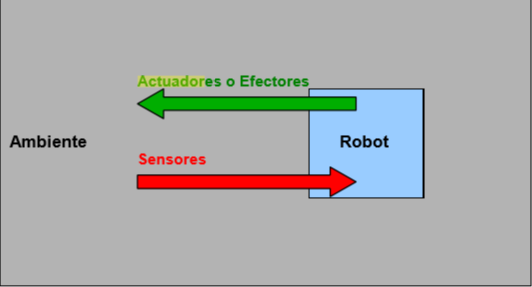 Actuadores o Efectores
Ambiente
Robot
Sensores